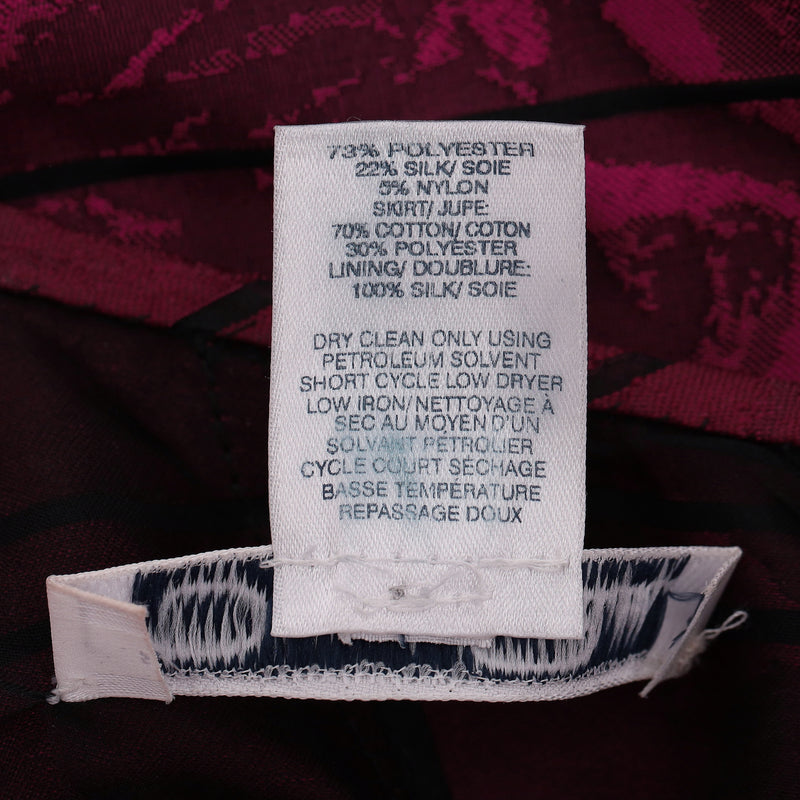 73% POLYESTER
22% SILK/ SOIE
5% NYLON
SKIRT/ JUPE:
70% COTTON/ COTON
30% POLYESTER
LINING/ DOUBLURE:
100% SILK/ SOIE
DRY CLEAN ONLY USING
PETROLEUM SOLVENT
SHORT CYCLE LOW DRYER
LOW IRON/NETTOYAGE À
SEC AU MOYEN D'UN
SOLVANT PETROLIER
CYCLE COURT SECHAGE
BASSE TEMPÉRATURE
REPASSAGE DOUX